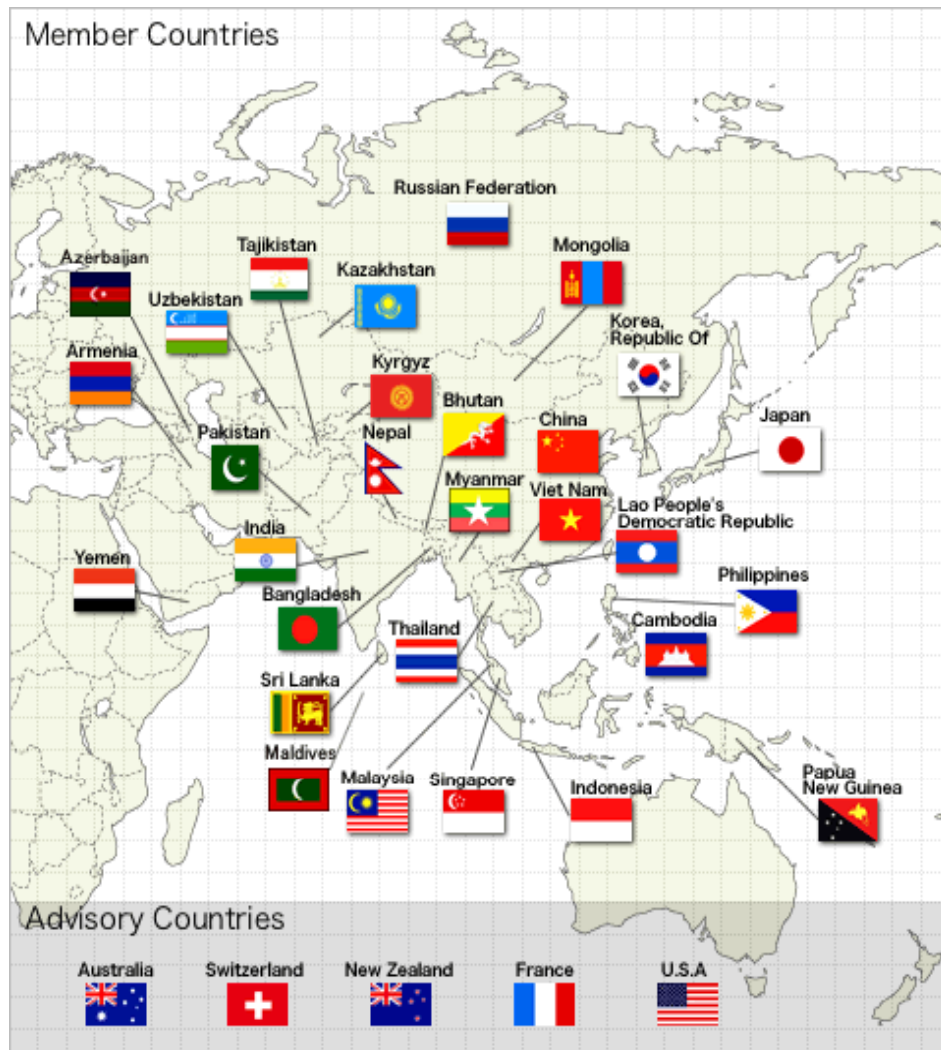 Member Countries
Russian Federation
Tajikistan
Mongolia
Azerbaijan
Kazakhstan
Uzbekistan
Korea,
Republic Of
Armenia
Kyrgyz
Bhutan
China
Japan
Pakistan
Nepal
Myanmar
Viet Nam
Lao People's
Democratic Republic
India
Yemen
Philippines
Bangladesh
Thailand
Cambodia
Sri Lanka
Maldives
Malaysia
Singapore
Indonesia
Papua
New Guinea
Advisory Countries
Australia
Switzerland
New Zealand
France
U.S.A